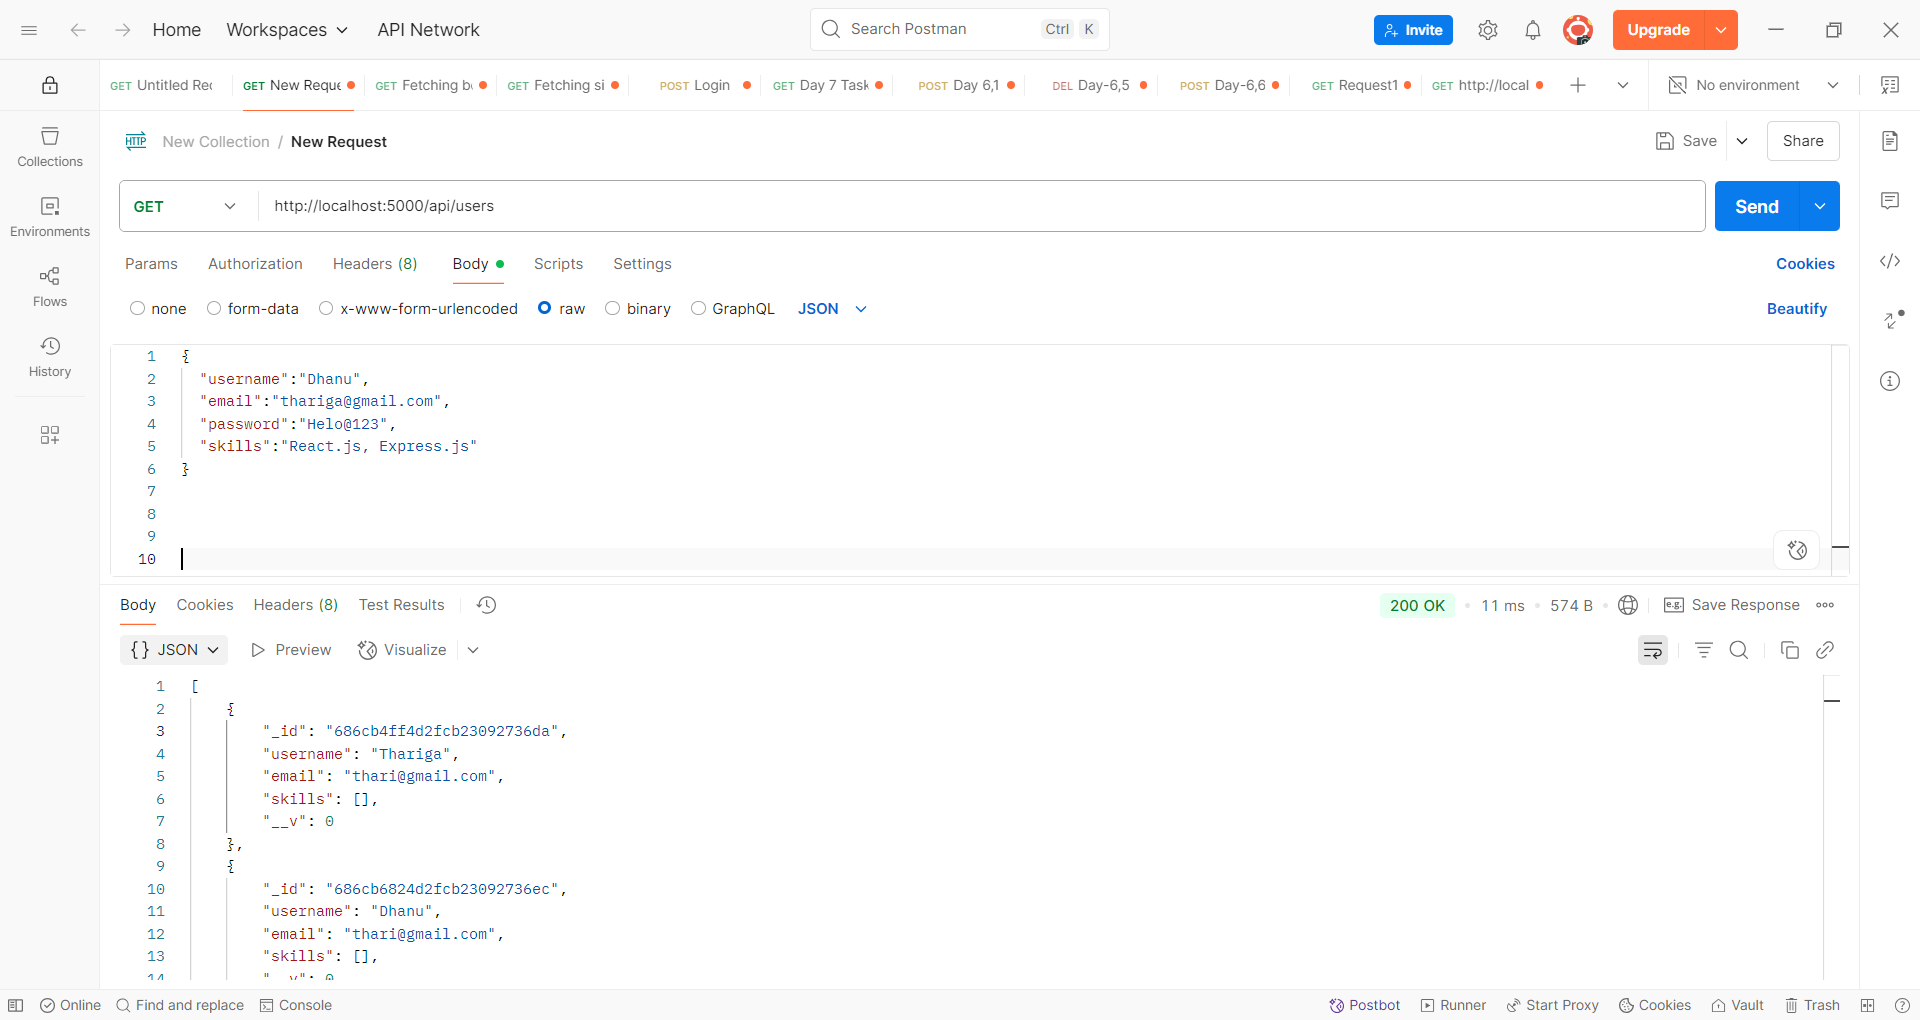 Home Workspaces API Network Search Postman Ctrl K Invite Upgrade
GET Untitled Rec GET New Reque GET Fetching b GET Fetching si POST Login GET Day 7 Task POST Day 6,1 DEL Day-6,5 POST Day-6,6 GET Request1 GET http://local No environment
HTTP New Collection / New Request Save Share
GET http://localhost:5000/api/users Send
Params Authorization Headers (8) Body Scripts Settings Cookies
none form-data x-www-form-urlencoded raw binary GraphQL JSON Beautify
Collections
Environments
Flows
History
1 {
2 "username":"Dhanu",
3 "email":"thariga@gmail.com",
4 "password":"Helo@123",
5 "skills":"React.js, Express.js"
6 }
7
8
9
10
Body Cookies Headers (8) Test Results 200 OK 11 ms 574 B e.g. Save Response
{} JSON Preview Visualize
1 [
2 {
3 "_id": "686cb4ff4d2fcb23092736da",
4 "username": "Thariga",
5 "email": "thari@gmail.com",
6 "skills": [],
7 "__v": 0
8 },
9 {
10 "_id": "686cb6824d2fcb23092736ec",
11 "username": "Dhanu",
12 "email": "thari@gmail.com",
13 "skills": [],
14 "__v": 0
Online Find and replace Console Postbot Runner Start Proxy Cookies Vault Trash